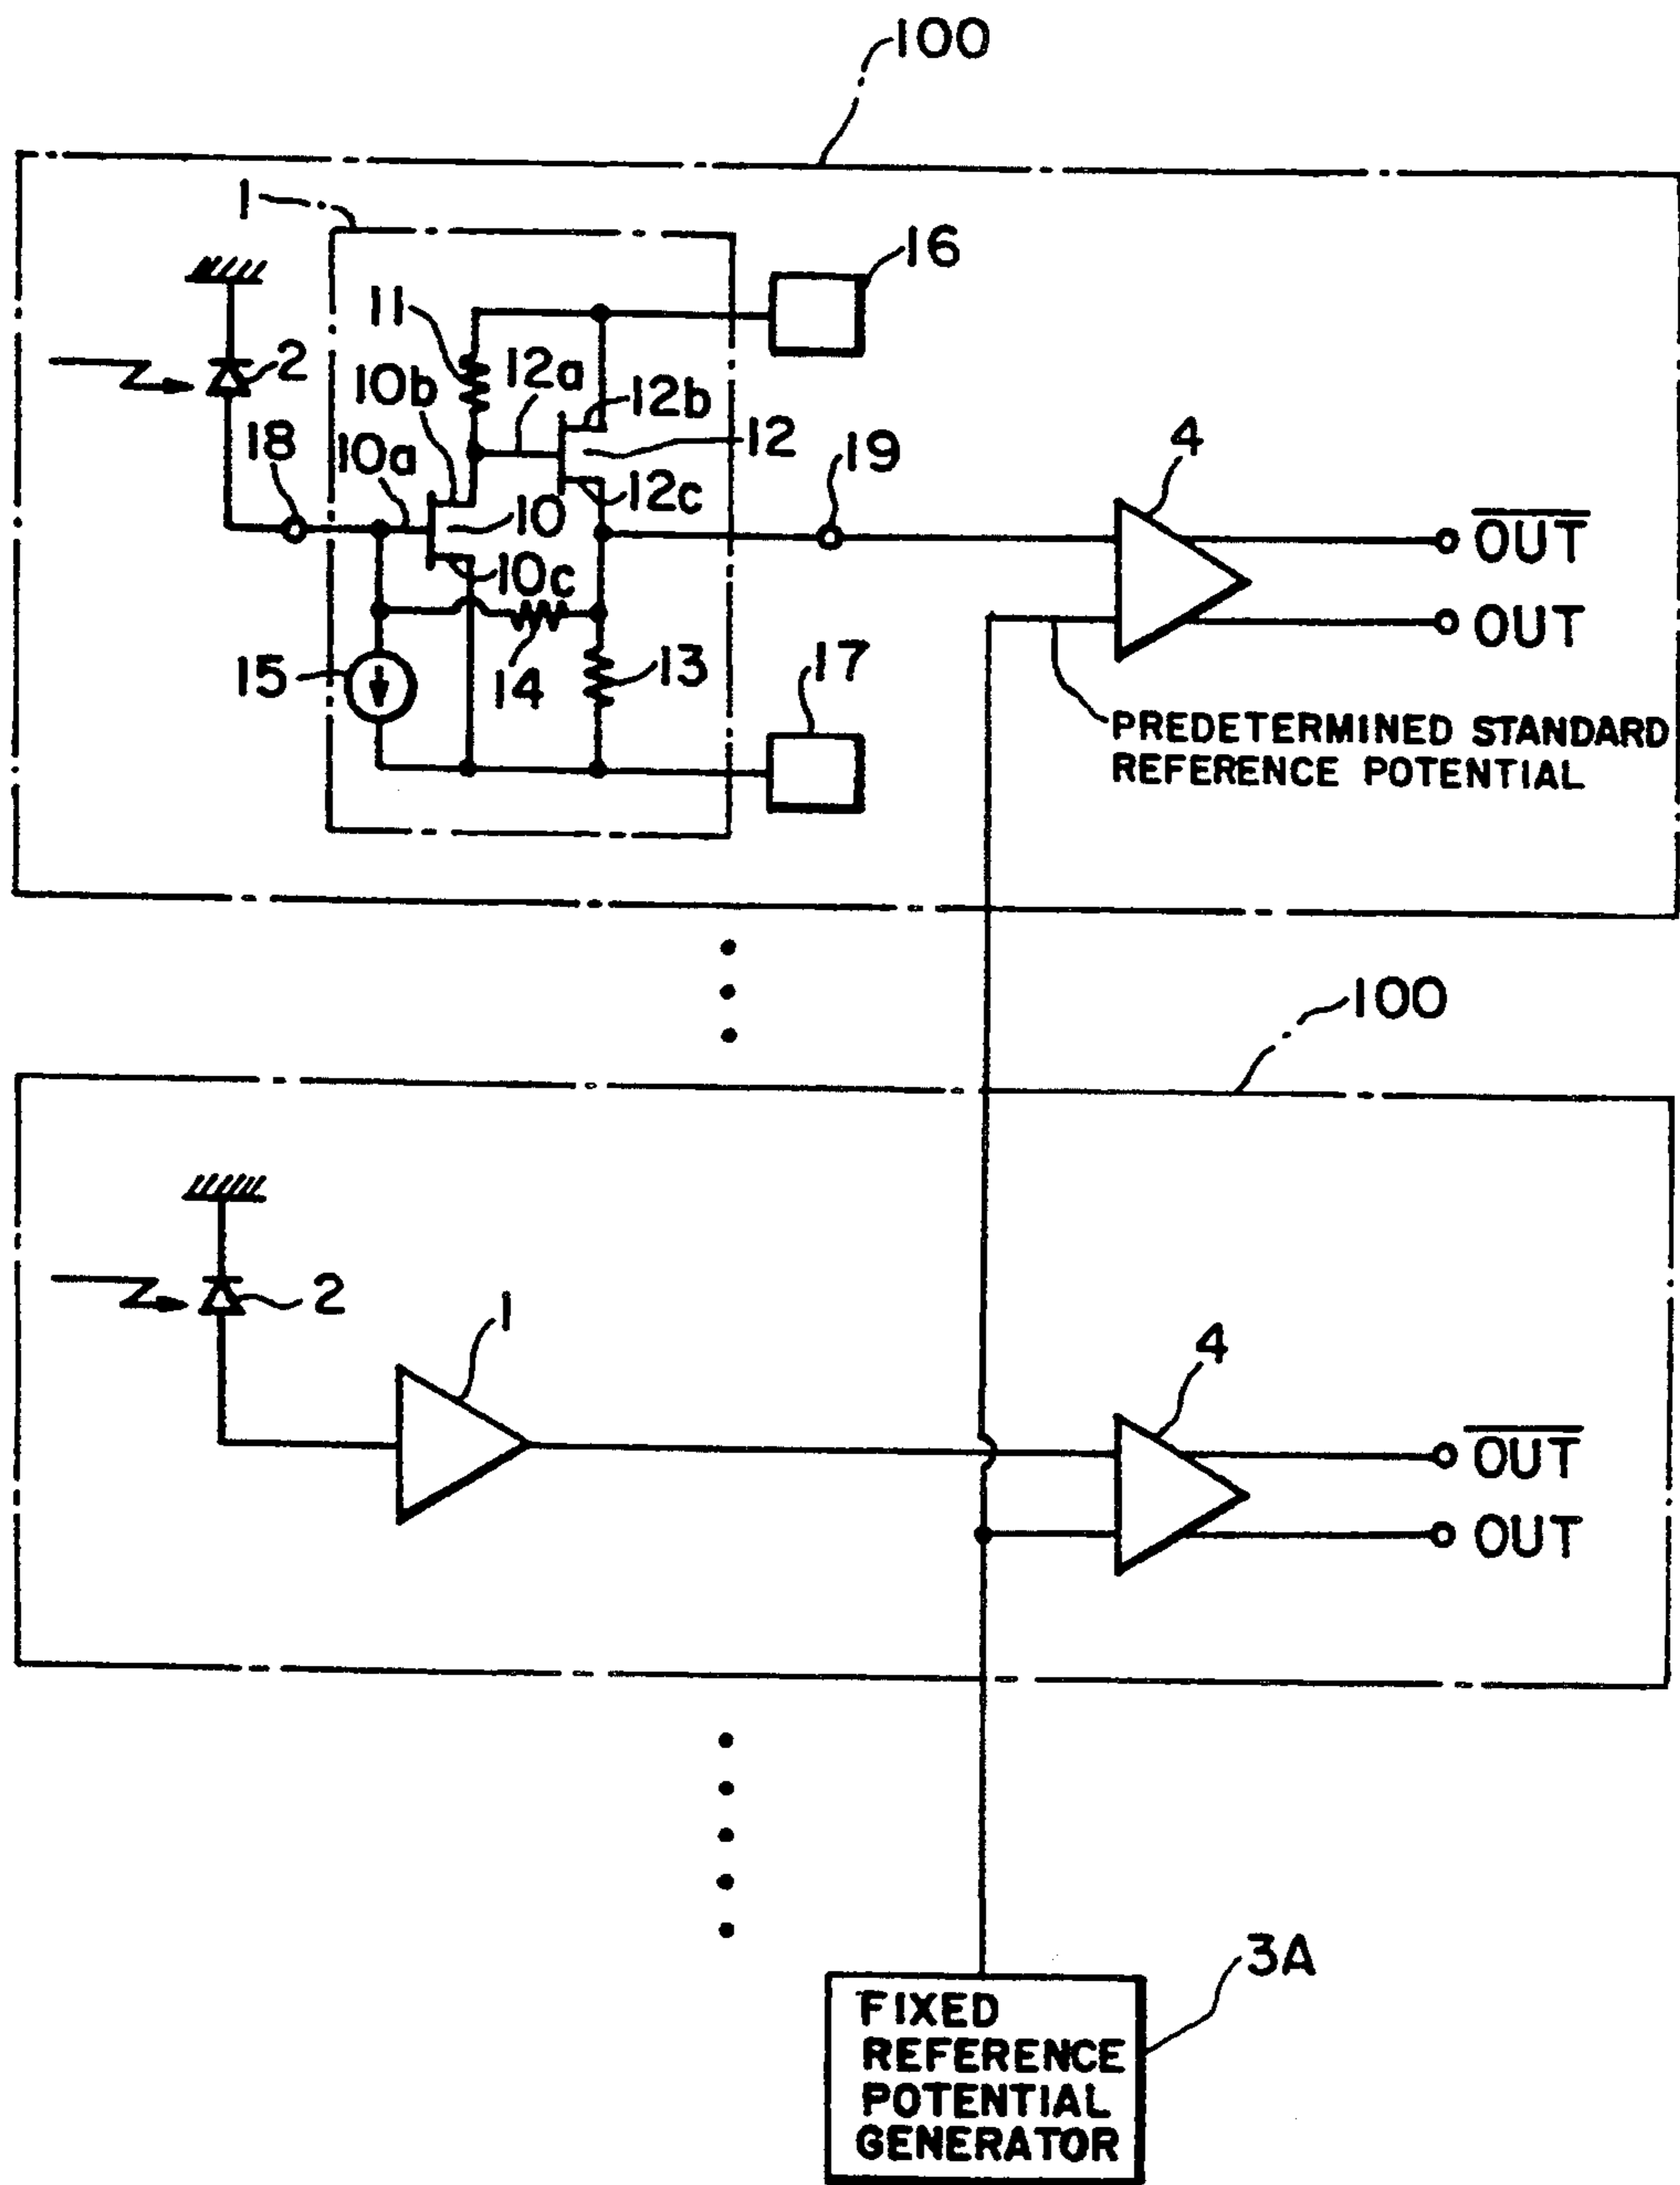 100
1
16
11
12a
2
10b
12b
18
10a
12
19
4
12c
10
OUT
10c
OUT
15
14
13
17
PREDETERMINED STANDARD
REFERENCE POTENTIAL
100
2
1
4
OUT
OUT
3A
FIXED
REFERENCE
POTENTIAL
GENERATOR